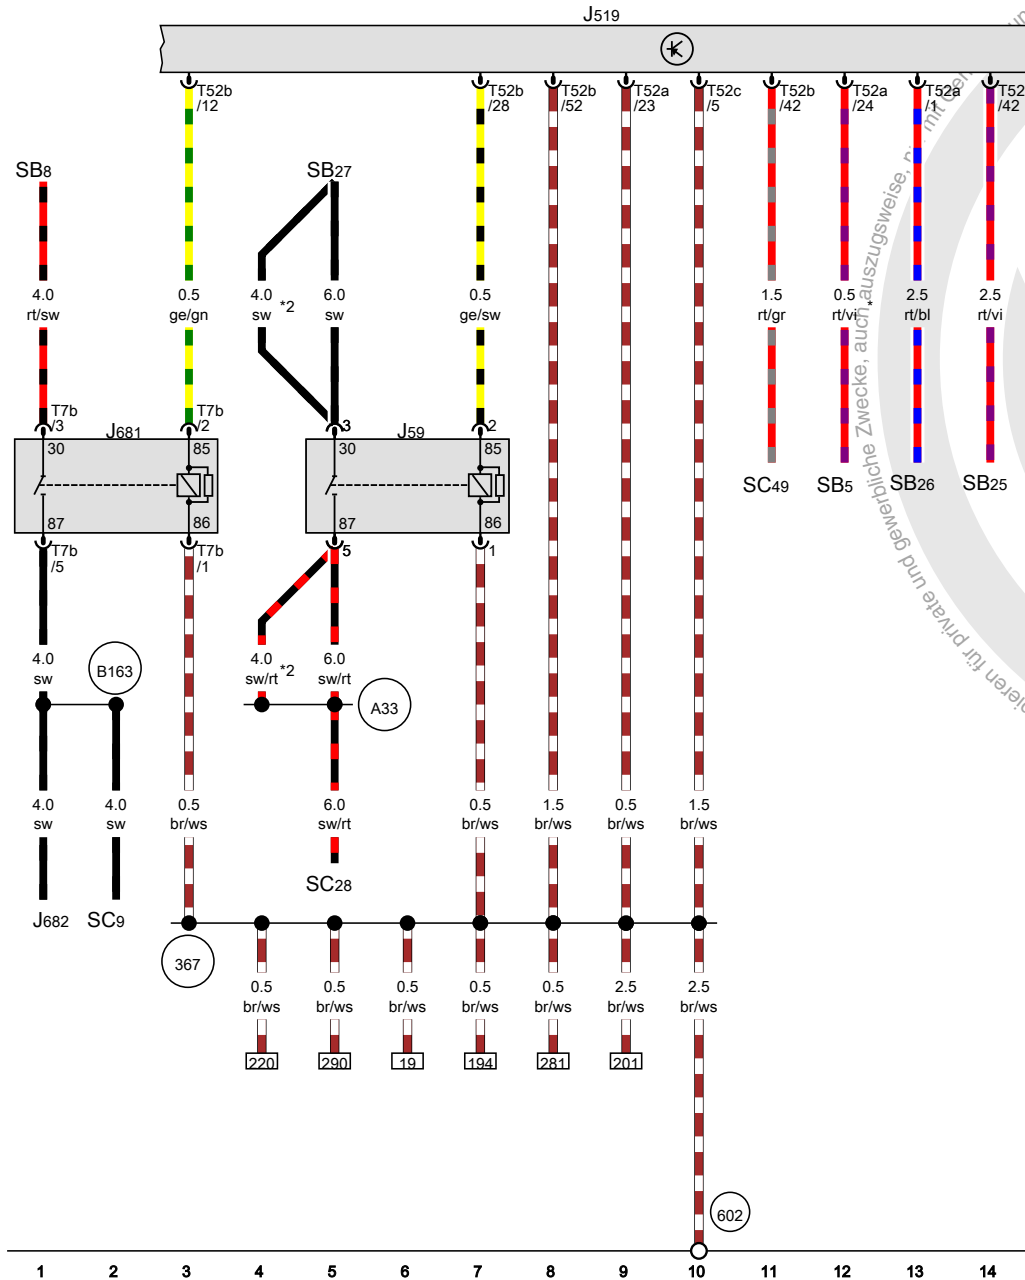 J519
T52b
/12
T52b
/28
T52b
/52
T52a
/23
T52c
/5
T52b
/42
T52a
/24
T52a
/1
T52
/42
SB8
SB27
4.0
rt/sw
0.5
ge/gn
4.0
sw *2
6.0
sw
0.5
ge/sw
1.5
rt/gr
0.5
rt/vi *
2.5
rt/bl
2.5
rt/vi
T7b
/3
T7b
/2
3
2
J681
J59
30
85
30
85
87
86
87
86
SC49
SB5
SB26
SB25
T7b
/5
T7b
/1
5
1
4.0
sw
B163
4.0
sw/rt *2
6.0
sw/rt
A33
4.0
sw
4.0
sw
0.5
br/ws
6.0
sw/rt
0.5
br/ws
1.5
br/ws
0.5
br/ws
1.5
br/ws
SC28
J682
SC9
367
0.5
br/ws
0.5
br/ws
0.5
br/ws
0.5
br/ws
0.5
br/ws
2.5
br/ws
2.5
br/ws
220
290
19
194
281
201
602
1 2 3 4 5 6 7 8 9 10 11 12 13 14
für private und gewerbliche Zwecke, auch auszugsweise,
mit